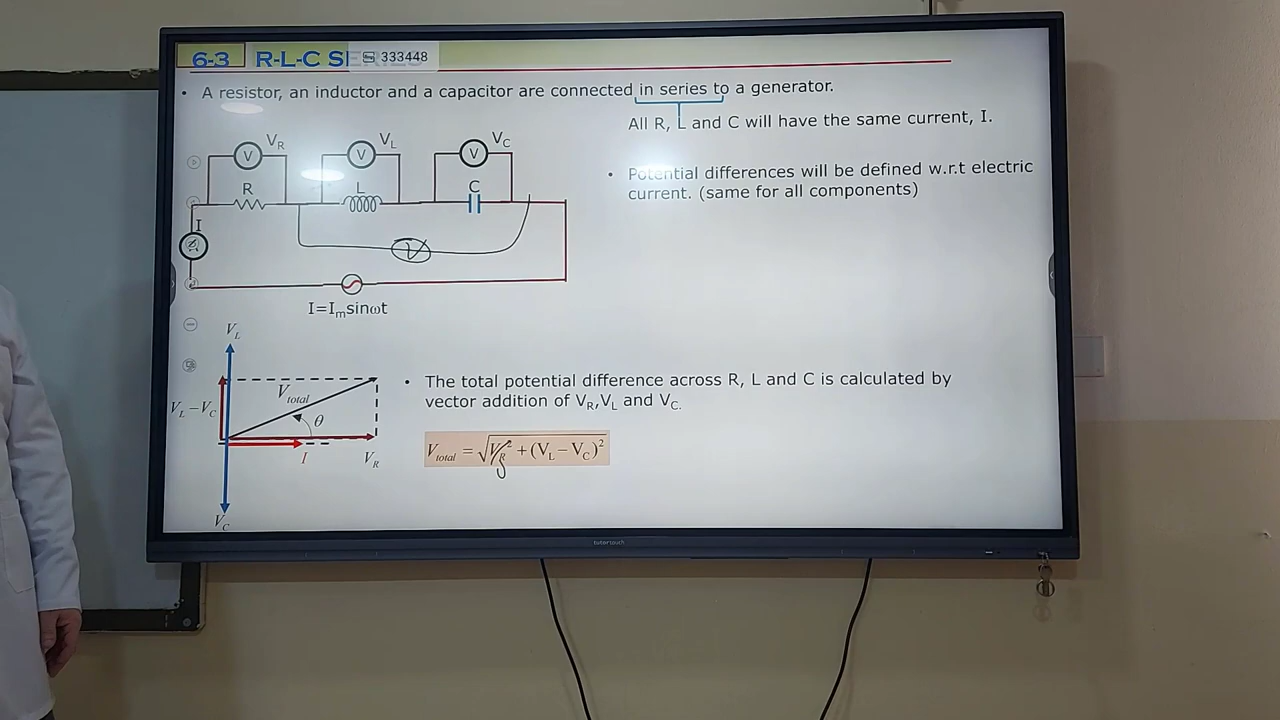 6-3 R-L-C S
333448
• A resistor, an inductor and a capacitor are connected in series to a generator.
All R, L and C will have the same current, I.
• Potential differences will be defined w.r.t electric
current. (same for all components)
V_R V_L V_C
V V V
R L C
I
V
I=I_m sinωt
V_L
V_total
V_L – V_C
θ
I V_R
V_C
• The total potential difference across R, L and C is calculated by
vector addition of V_R,V_L and V_C.
V_total = √V_R² + (V_L – V_C)²
0
tutortouch